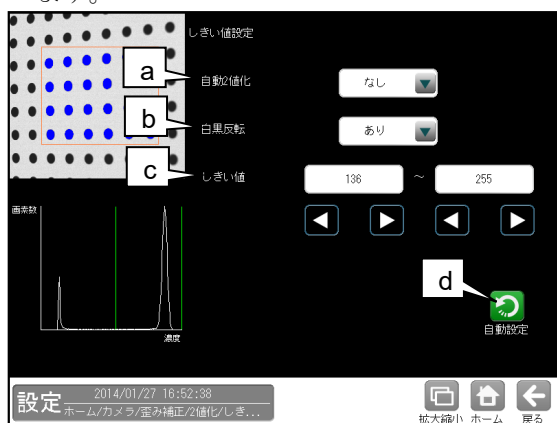 しきい値設定
a
自動2値化
なし
b
白黒反転
あり
c
しきい値
136 ～ 255
画素数
濃度
d
自動設定
設定
2014/01/27 16:52:38
ホーム/カメラ/歪み補正/2値化/しき...
拡大縮小 ホーム 戻る